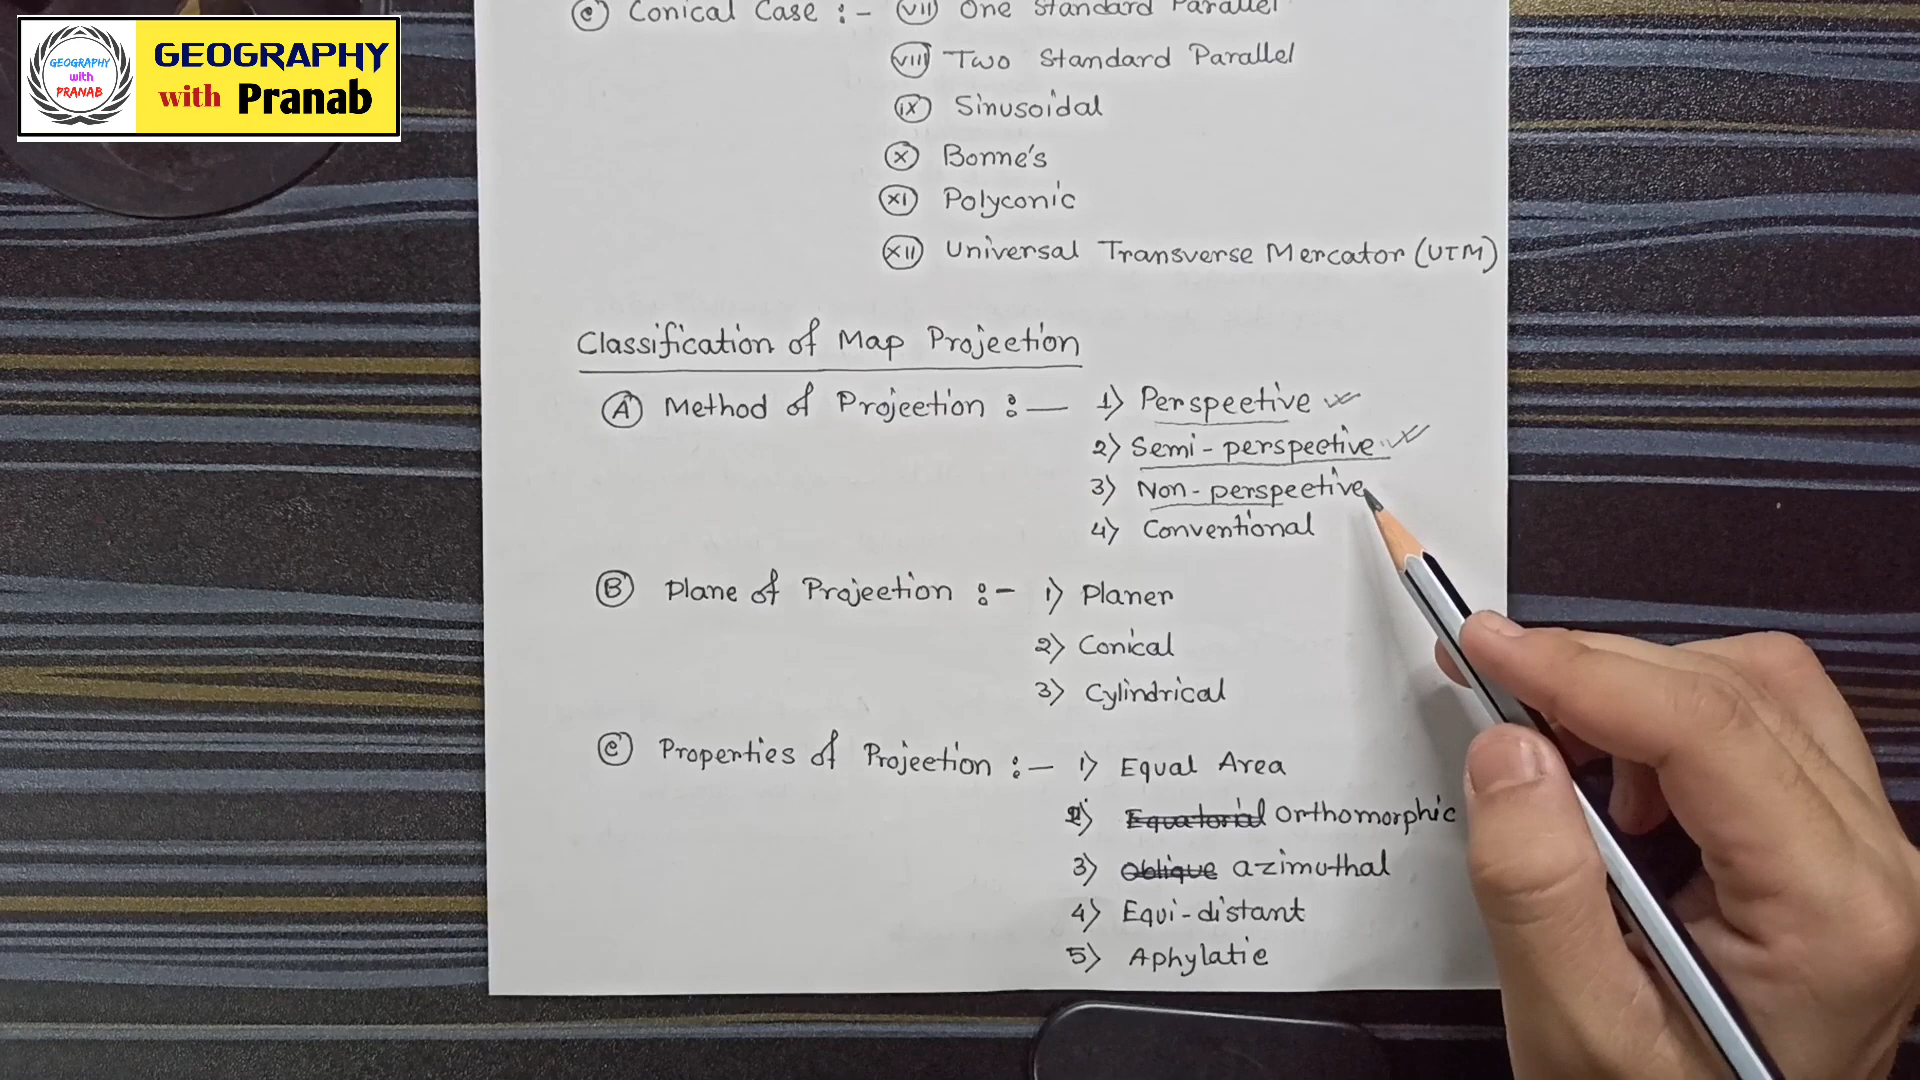 GEOGRAPHY
with
PRANAB
GEOGRAPHY
with Pranab
C Conical Case :- VII One Standard Parallel
VIII Two Standard Parallel
IX Sinusoidal
X Bonne's
XI Polyconic
XII Universal Transverse Mercator (UTM)
Classification of Map Projection
A Method of Projection :— 1) Perspective
2) Semi-perspective
3) Non-perspective
4) Conventional
B Plane of Projection :- 1) Planer
2) Conical
3) Cylindrical
C Properties of Projection :— 1) Equal Area
2) Equatorial Orthomorphic
3) Oblique azimuthal
4) Equi-distant
5) Aphylatic